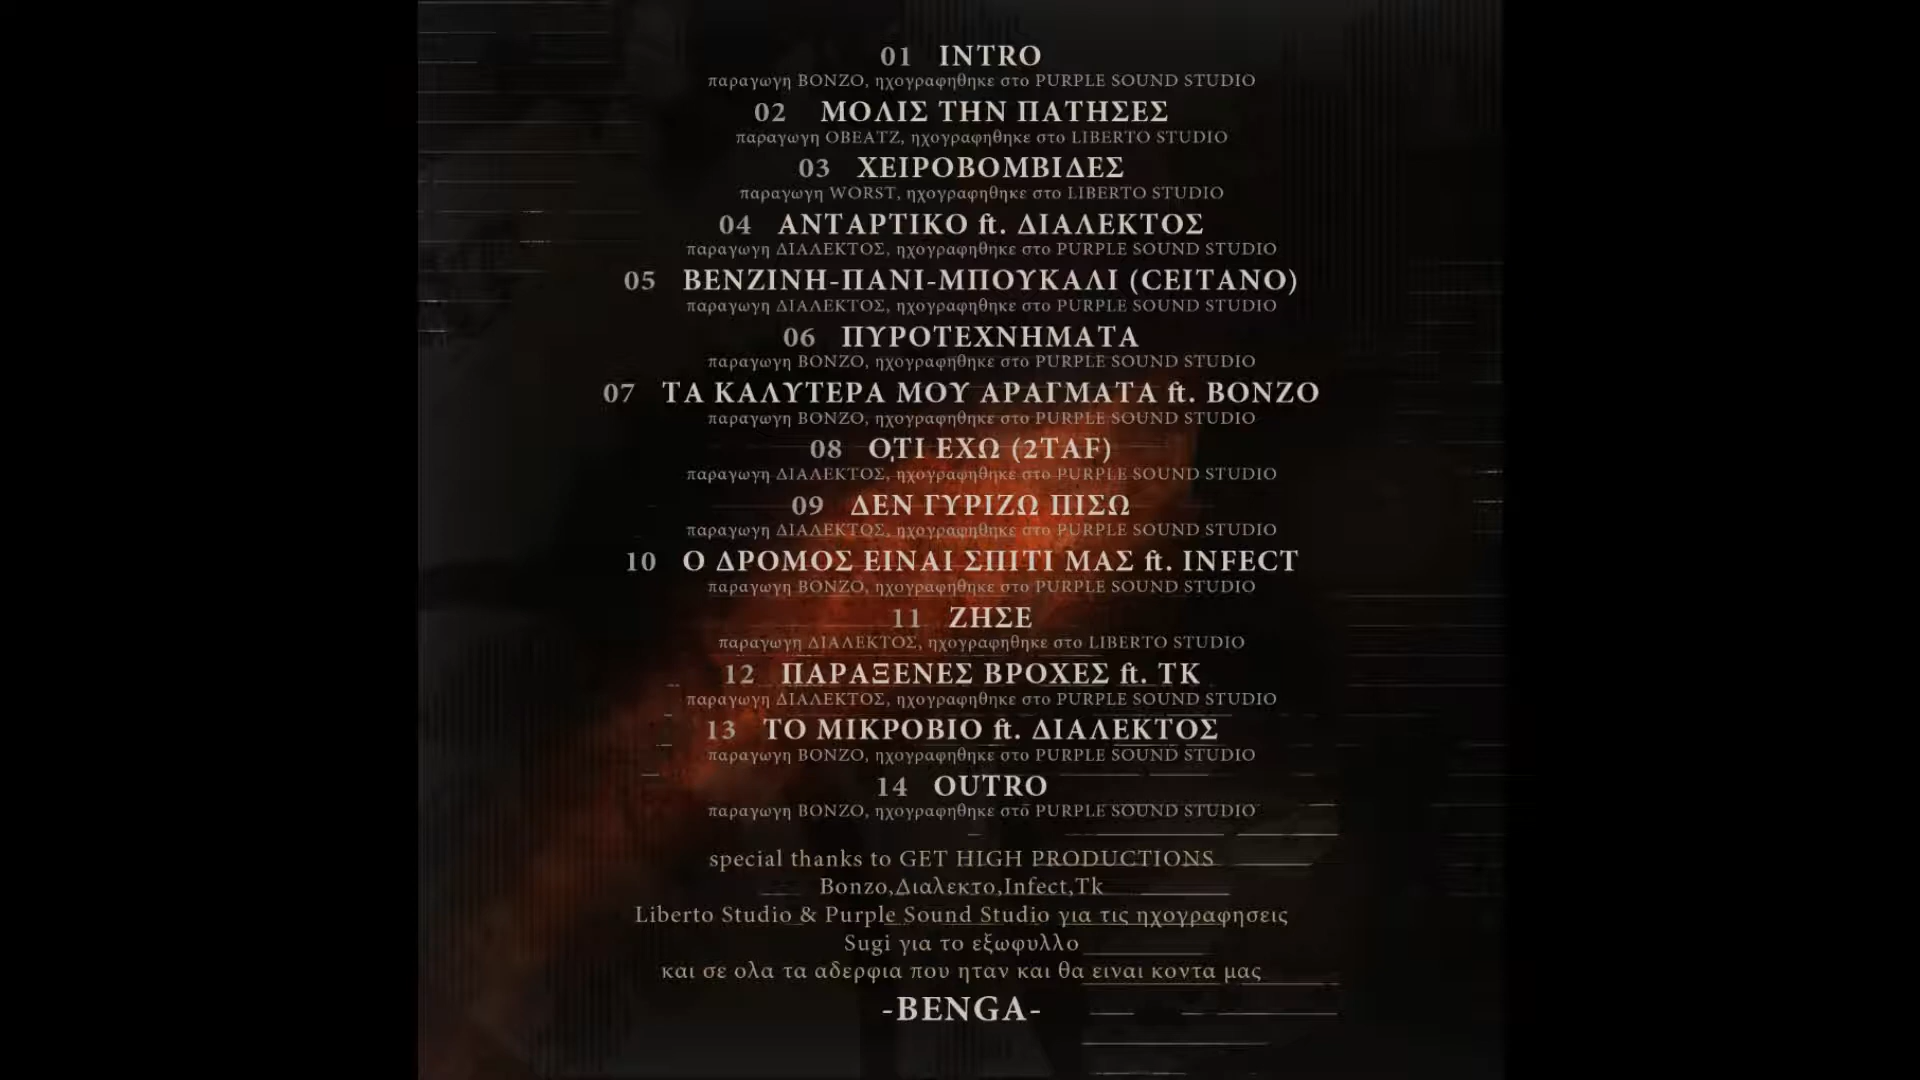 01 INTRO
παραγωγη BONZO, ηχογραφηθηκε στο PURPLE SOUND STUDIO
02 ΜΟΛΙΣ ΤΗΝ ΠΑΤΗΣΕΣ
παραγωγη OBEATZ, ηχογραφηθηκε στο LIBERTO STUDIO
03 ΧΕΙΡΟΒΟΜΒΙΔΕΣ
παραγωγη WORST, ηχογραφηθηκε στο LIBERTO STUDIO
04 ΑΝΤΑΡΤΙΚΟ ft. ΔΙΑΛΕΚΤΟΣ
παραγωγη ΔΙΑΛΕΚΤΟΣ, ηχογραφηθηκε στο PURPLE SOUND STUDIO
05 ΒΕΝΖΙΝΗ-ΠΑΝΙ-ΜΠΟΥΚΑΛΙ (CEITANO)
παραγωγη ΔΙΑΛΕΚΤΟΣ, ηχογραφηθηκε στο PURPLE SOUND STUDIO
06 ΠΥΡΟΤΕΧΝΗΜΑΤΑ
παραγωγη BONZO, ηχογραφηθηκε στο PURPLE SOUND STUDIO
07 ΤΑ ΚΑΛΥΤΕΡΑ ΜΟΥ ΑΡΑΓΜΑΤΑ ft. BONZO
παραγωγη BONZO, ηχογραφηθηκε στο PURPLE SOUND STUDIO
08 Ο,ΤΙ ΕΧΩ (2TAF)
παραγωγη ΔΙΑΛΕΚΤΟΣ, ηχογραφηθηκε στο PURPLE SOUND STUDIO
09 ΔΕΝ ΓΥΡΙΖΩ ΠΙΣΩ
παραγωγη ΔΙΑΛΕΚΤΟΣ, ηχογραφηθηκε στο PURPLE SOUND STUDIO
10 Ο ΔΡΟΜΟΣ ΕΙΝΑΙ ΣΠΙΤΙ ΜΑΣ ft. INFECT
παραγωγη BONZO, ηχογραφηθηκε στο PURPLE SOUND STUDIO
11 ΖΗΣΕ
παραγωγη ΔΙΑΛΕΚΤΟΣ, ηχογραφηθηκε στο LIBERTO STUDIO
12 ΠΑΡΑΞΕΝΕΣ ΒΡΟΧΕΣ ft. TK
παραγωγη ΔΙΑΛΕΚΤΟΣ, ηχογραφηθηκε στο PURPLE SOUND STUDIO
13 ΤΟ ΜΙΚΡΟΒΙΟ ft. ΔΙΑΛΕΚΤΟΣ
παραγωγη BONZO, ηχογραφηθηκε στο PURPLE SOUND STUDIO
14 OUTRO
παραγωγη BONZO, ηχογραφηθηκε στο PURPLE SOUND STUDIO
special thanks to GET HIGH PRODUCTIONS
Bonzo,Διαλεκτο,Infect,Tk
Liberto Studio & Purple Sound Studio για τις ηχογραφησεις
Sugi για το εξωφυλλο
και σε ολα τα αδερφια που ηταν και θα ειναι κοντα μας
-BENGA-